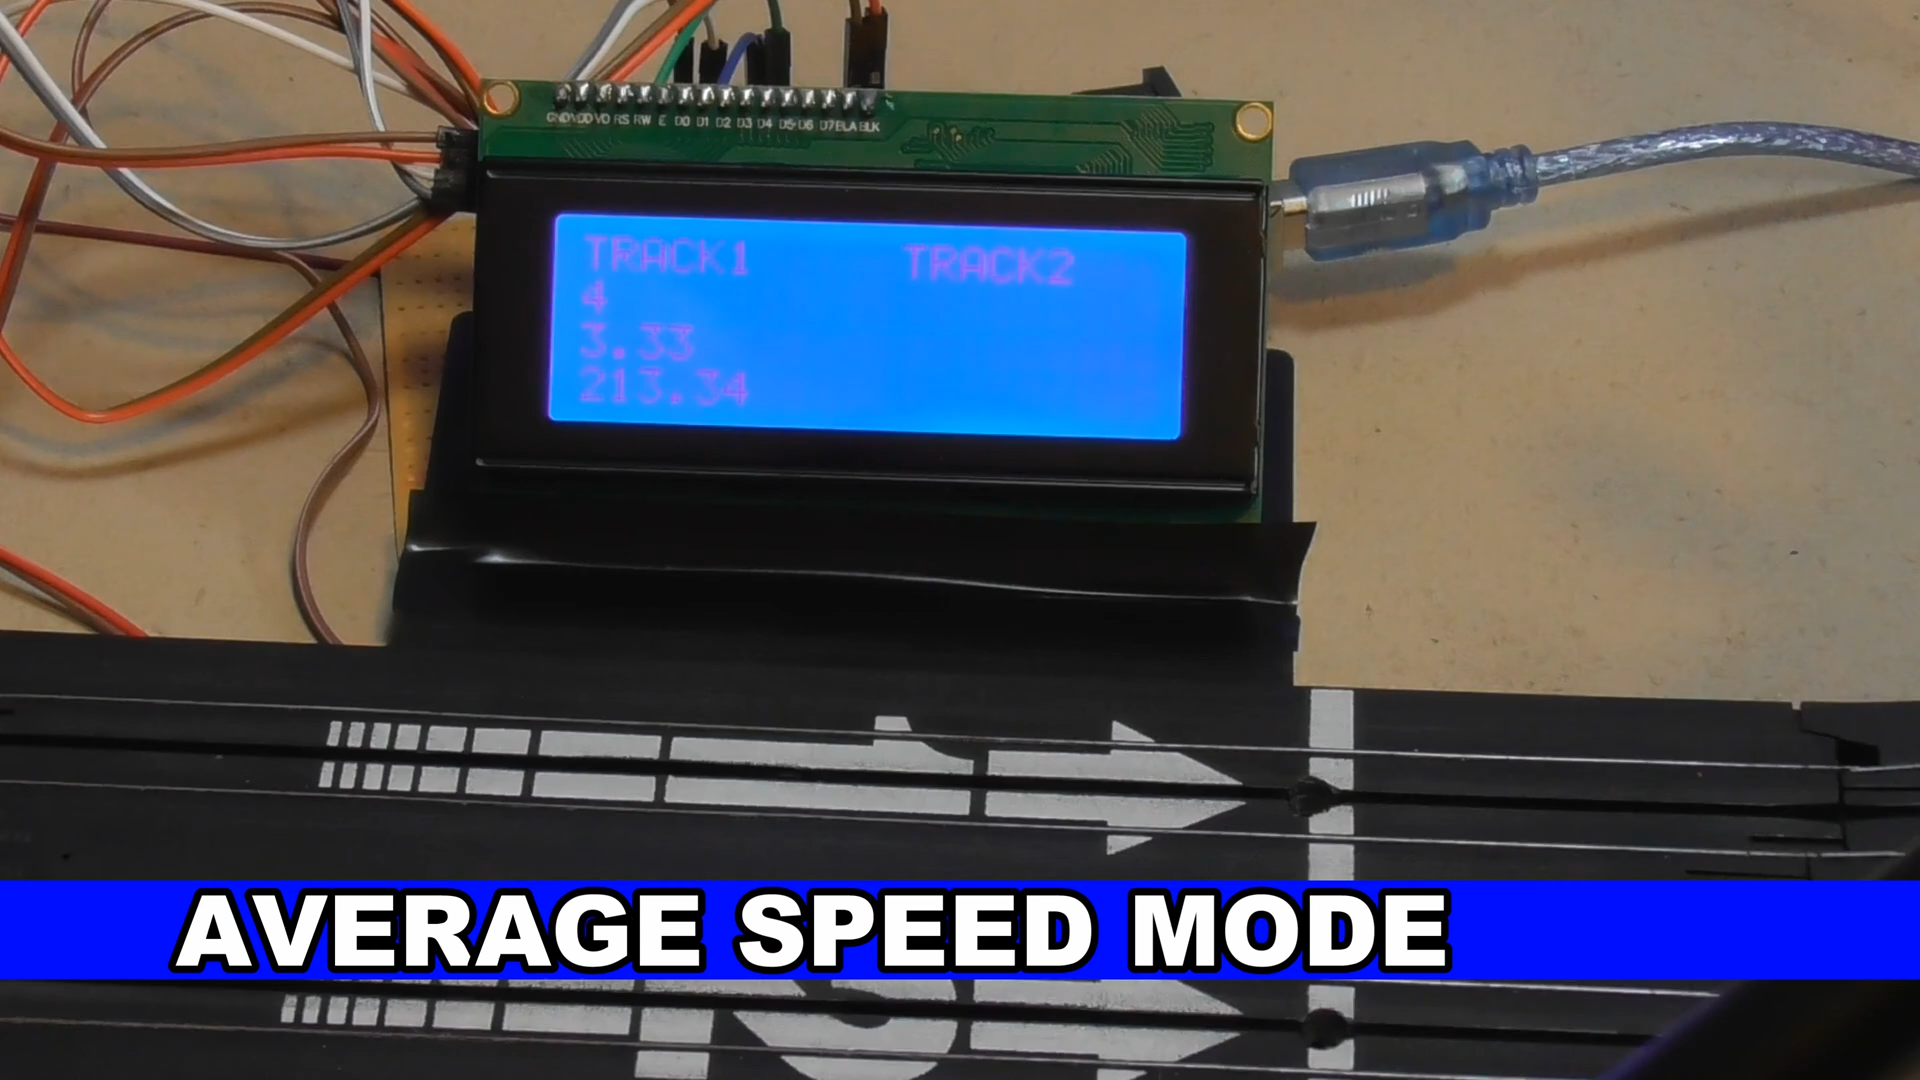 GND VDD VO RS RW E D0 D1 D2 D3 D4 D5 D6 D7 BLA BLK
TRACK1 TRACK2
4
3.33
213.34
AVERAGE SPEED MODE